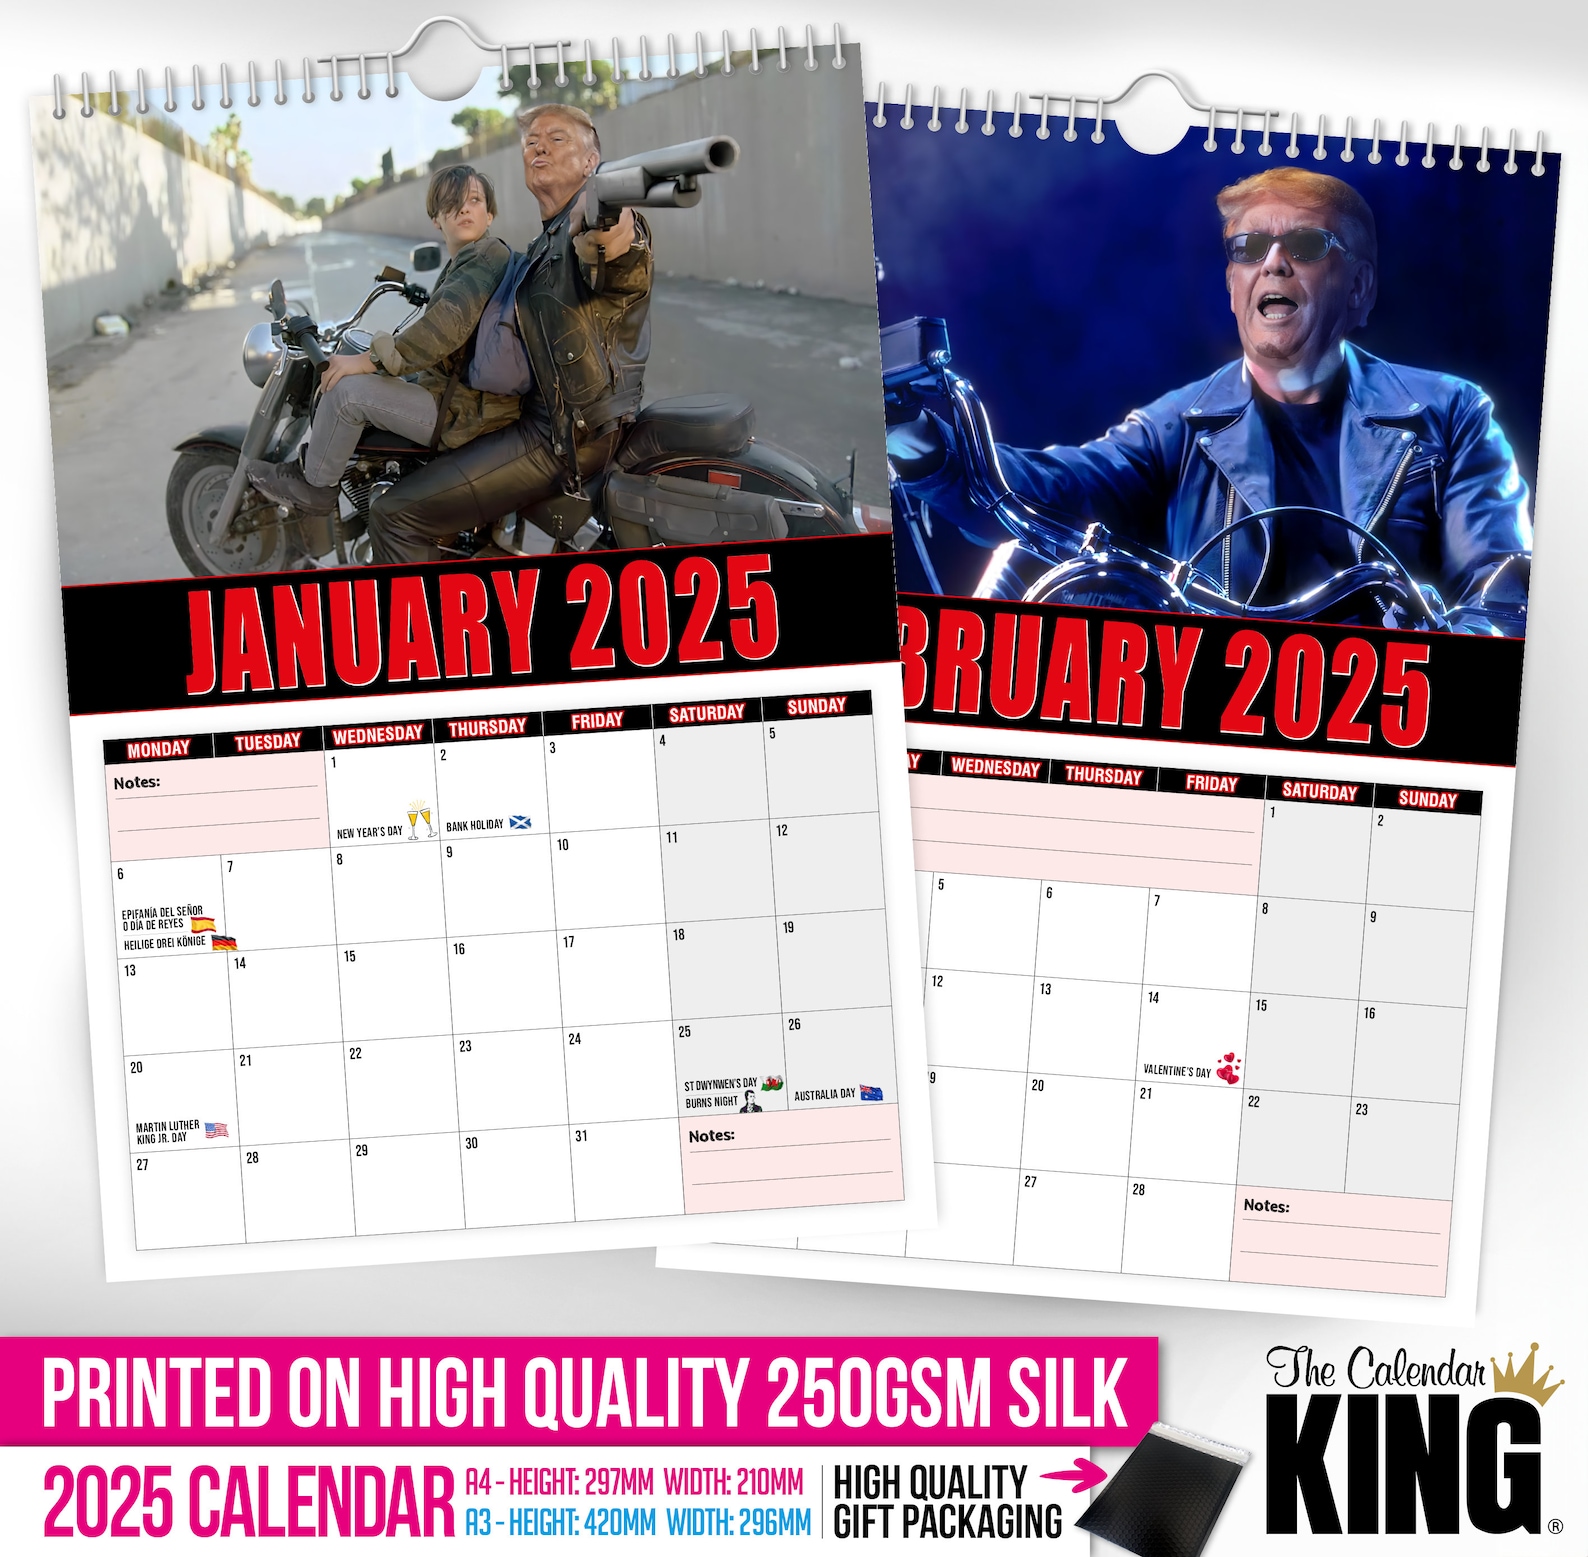 JANUARY 2025
MONDAY TUESDAY WEDNESDAY THURSDAY FRIDAY SATURDAY SUNDAY
Notes:
1 2 3 4 5
NEW YEAR'S DAY
BANK HOLIDAY
6 7 8 9 10 11 12
EPIFANÍA DEL SEÑOR
O DÍA DE REYES
HEILIGE DREI KÖNIGE
13 14 15 16 17 18 19
20 21 22 23 24 25 26
MARTIN LUTHER
KING JR. DAY
ST DWYNWEN'S DAY
BURNS NIGHT
AUSTRALIA DAY
27 28 29 30 31
Notes:
BRUARY 2025
AY WEDNESDAY THURSDAY FRIDAY SATURDAY SUNDAY
1 2
5 6 7 8 9
12 13 14 15 16
VALENTINE'S DAY
9 20 21 22 23
27 28
Notes:
PRINTED ON HIGH QUALITY 250GSM SILK
2025 CALENDAR
A4 - HEIGHT: 297MM WIDTH: 210MM
A3 - HEIGHT: 420MM WIDTH: 296MM
HIGH QUALITY
GIFT PACKAGING
The Calendar
KING
®